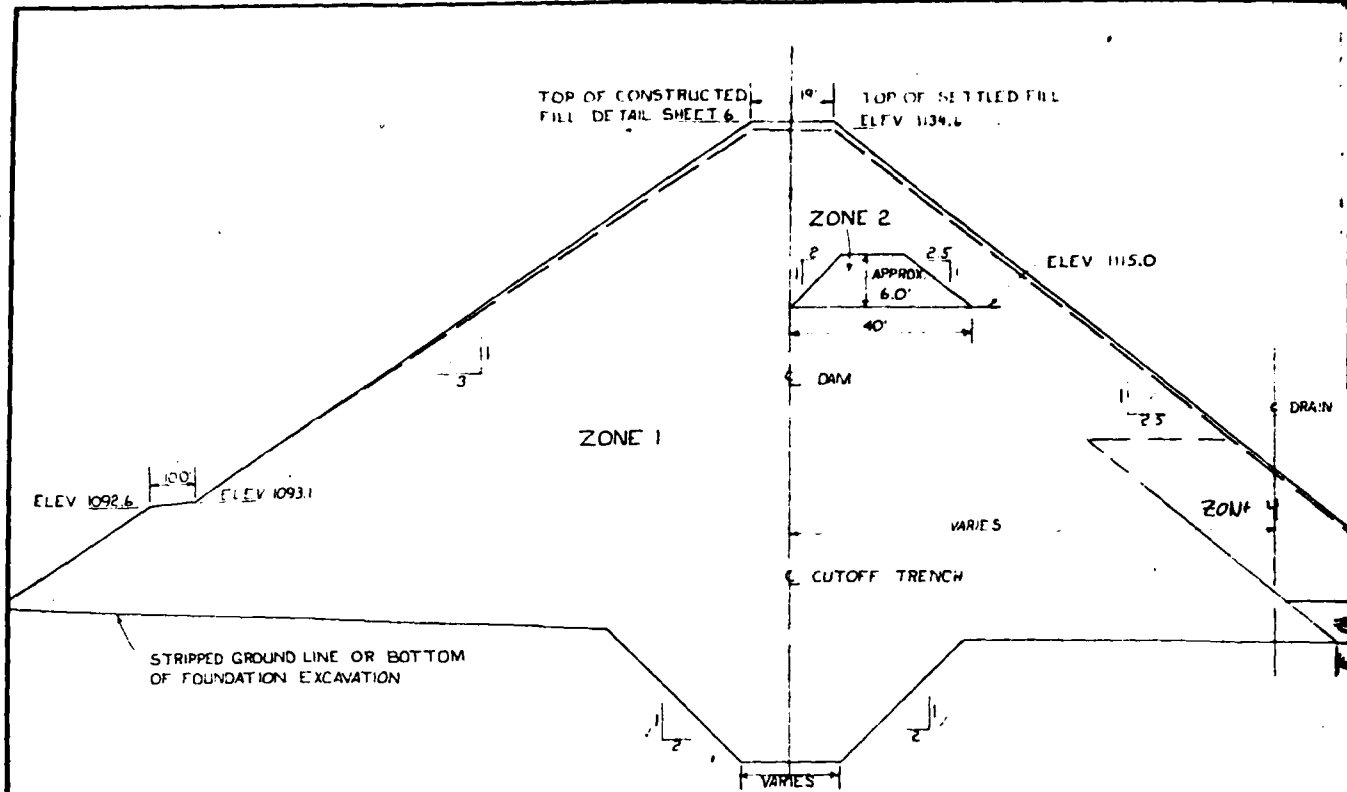 TOP OF CONSTRUCTED
FILL DETAIL SHEET 6
19'
TOP OF SETTLED FILL
ELEV 1134.6
ZONE 2
1
2
2.5
1
APPROX.
6.0'
40'
ELEV 1115.0
1
3
℄ DAM
1
2.5
℄ DRAIN
ZONE 1
ELEV 1092.6
ELEV 1093.1
ZONE 4
VARIES
℄ CUTOFF TRENCH
STRIPPED GROUND LINE OR BOTTOM
OF FOUNDATION EXCAVATION
1
2
1
2
VARIES